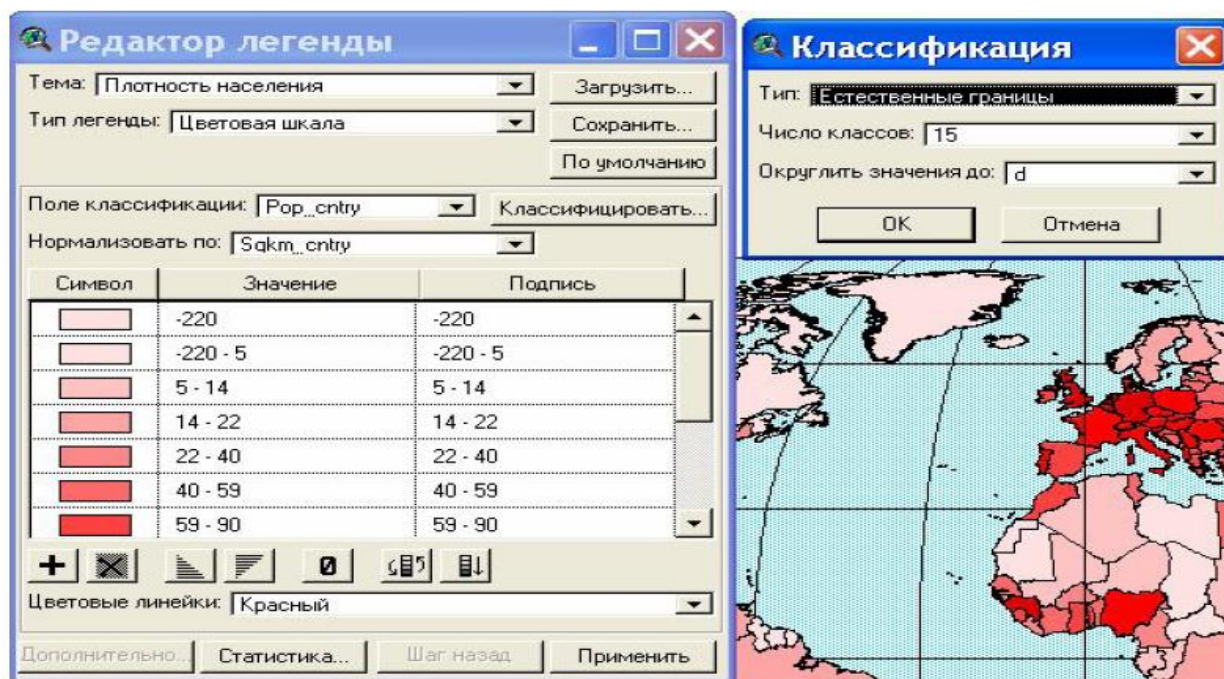 Редактор легенды
Тема: Плотность населения
Загрузить...
Тип легенды: Цветовая шкала
Сохранить...
По умолчанию
Поле классификации: Pop_cntry
Классифицировать...
Нормализовать по: Sqkm_cntry
Символ Значение Подпись
-220 -220
-220 - 5 -220 - 5
5 - 14 5 - 14
14 - 22 14 - 22
22 - 40 22 - 40
40 - 59 40 - 59
59 - 90 59 - 90
Цветовые линейки: Красный
Дополнительно... Статистика... Шаг назад Применить
Классификация
Тип: Естественные границы
Число классов: 15
Округлить значения до: d
OK Отмена